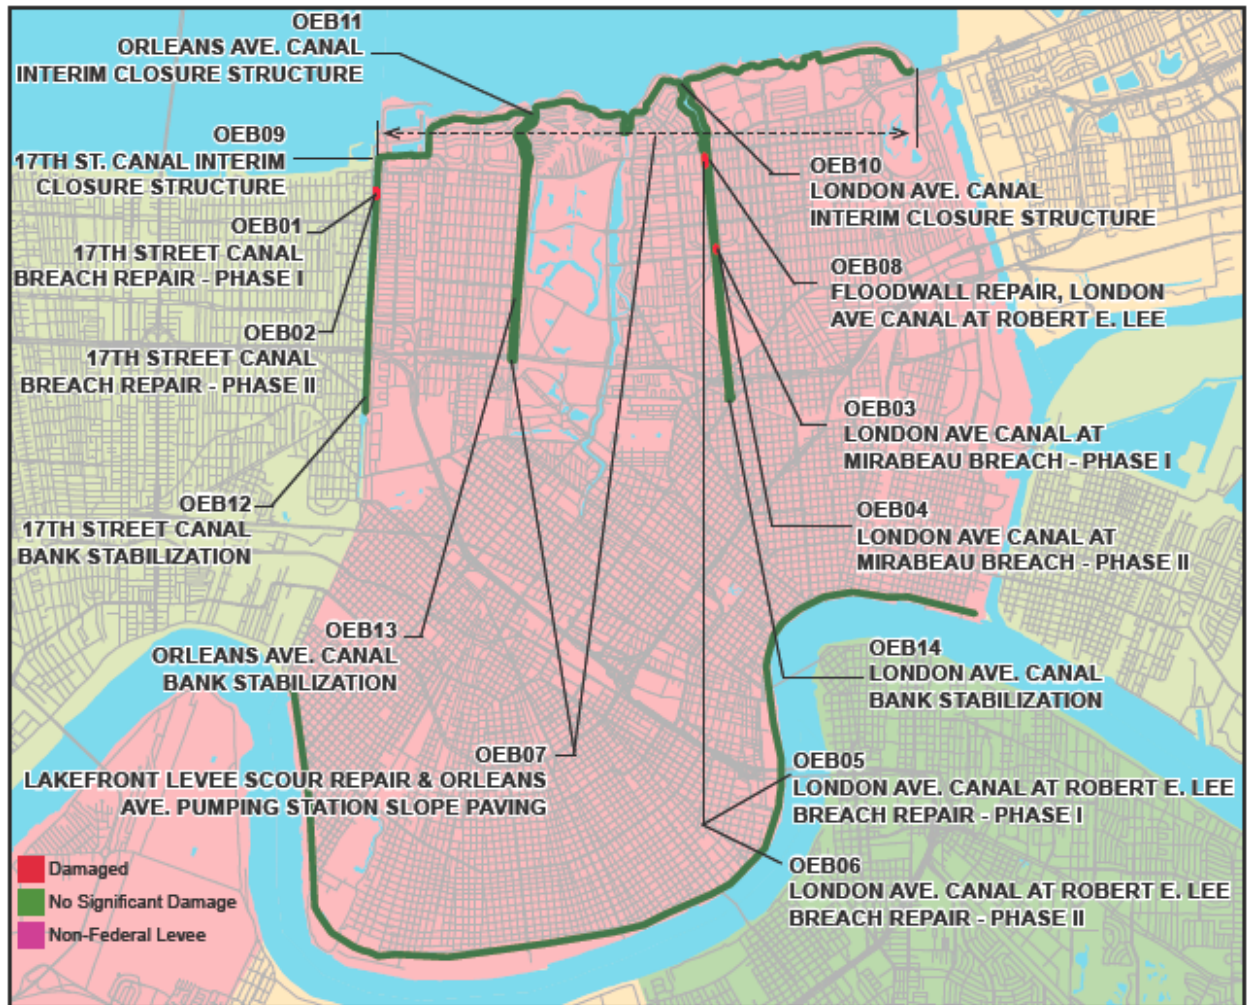 OEB11
ORLEANS AVE. CANAL
INTERIM CLOSURE STRUCTURE
OEB09
17TH ST. CANAL INTERIM
CLOSURE STRUCTURE
OEB01
17TH STREET CANAL
BREACH REPAIR - PHASE I
OEB02
17TH STREET CANAL
BREACH REPAIR - PHASE II
OEB12
17TH STREET CANAL
BANK STABILIZATION
OEB13
ORLEANS AVE. CANAL
BANK STABILIZATION
OEB07
LAKEFRONT LEVEE SCOUR REPAIR & ORLEANS
AVE. PUMPING STATION SLOPE PAVING
OEB10
LONDON AVE. CANAL
INTERIM CLOSURE STRUCTURE
OEB08
FLOODWALL REPAIR, LONDON
AVE CANAL AT ROBERT E. LEE
OEB03
LONDON AVE CANAL AT
MIRABEAU BREACH - PHASE I
OEB04
LONDON AVE CANAL AT
MIRABEAU BREACH - PHASE II
OEB14
LONDON AVE. CANAL
BANK STABILIZATION
OEB05
LONDON AVE. CANAL AT ROBERT E. LEE
BREACH REPAIR - PHASE I
OEB06
LONDON AVE. CANAL AT ROBERT E. LEE
BREACH REPAIR - PHASE II
Damaged
No Significant Damage
Non-Federal Levee